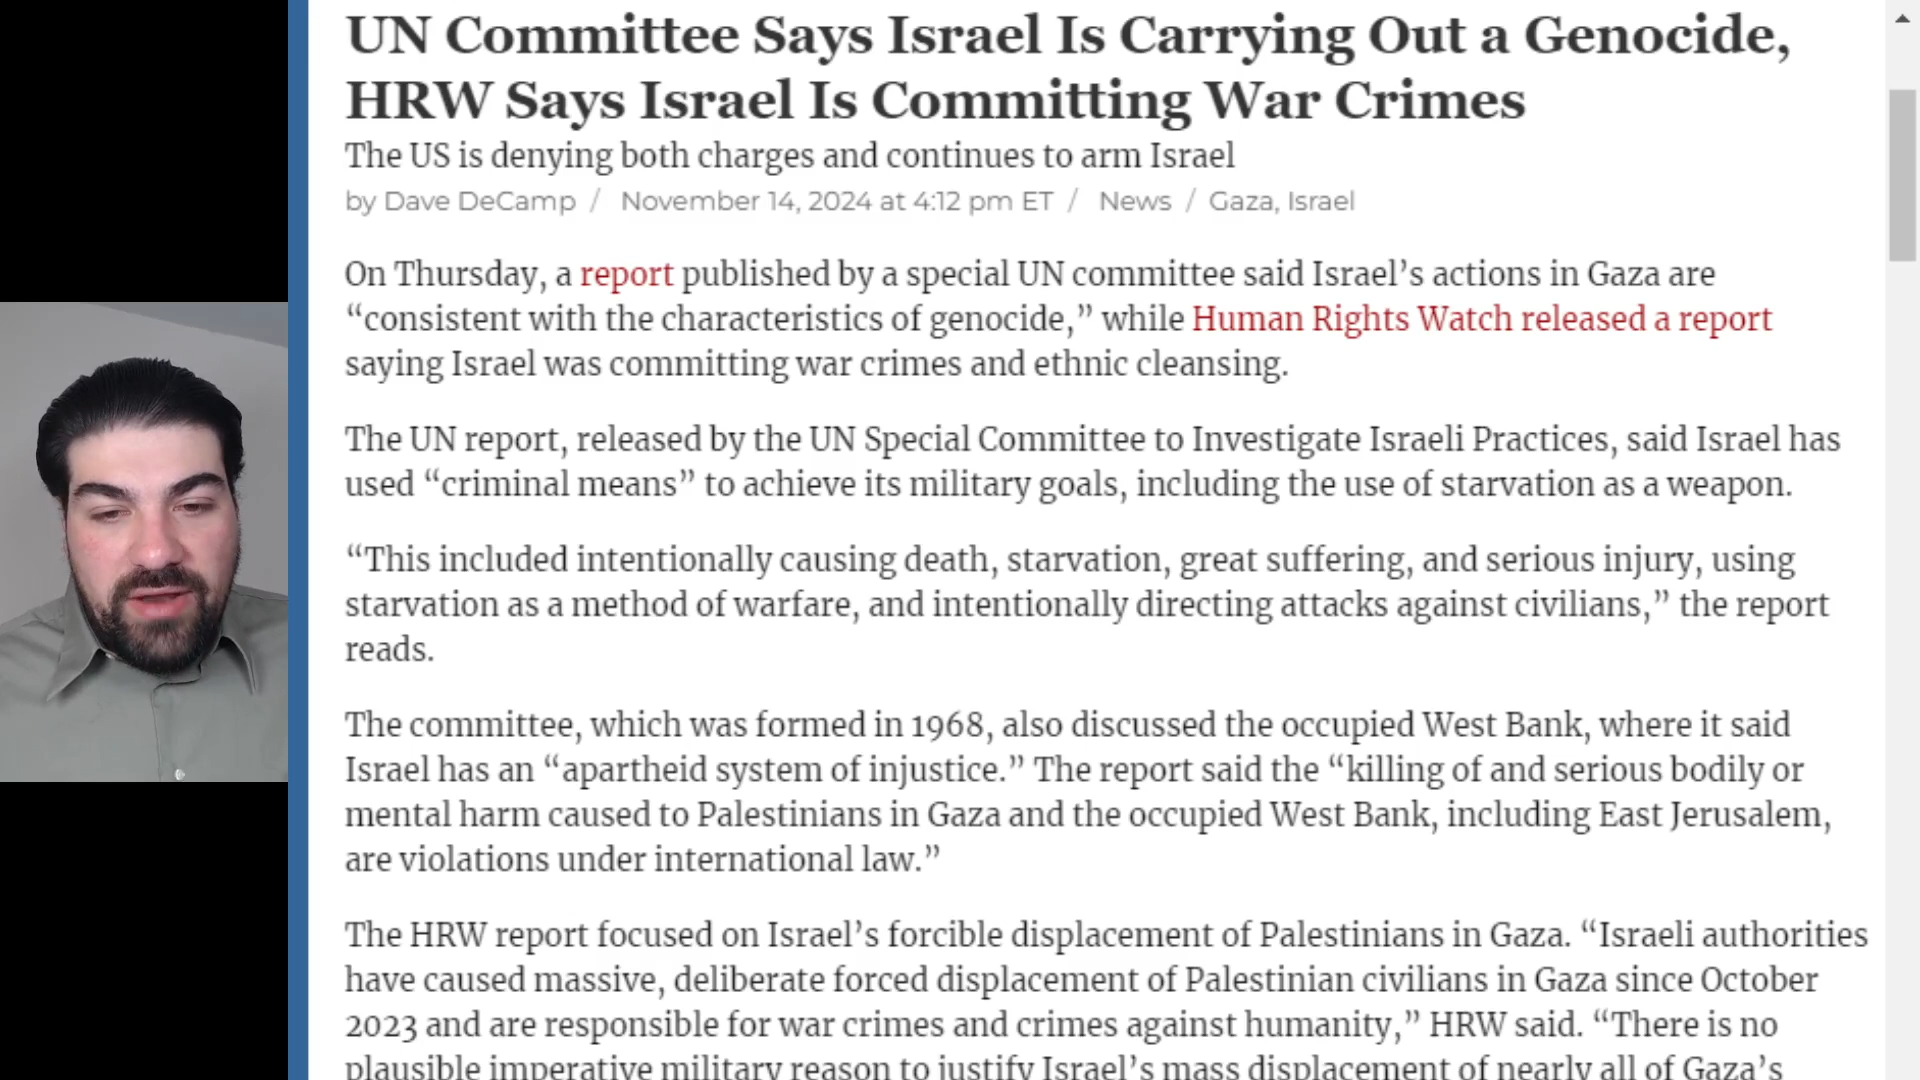 UN Committee Says Israel Is Carrying Out a Genocide,
HRW Says Israel Is Committing War Crimes
The US is denying both charges and continues to arm Israel
by Dave DeCamp / November 14, 2024 at 4:12 pm ET / News / Gaza, Israel
On Thursday, a report published by a special UN committee said Israel’s actions in Gaza are
“consistent with the characteristics of genocide,” while Human Rights Watch released a report
saying Israel was committing war crimes and ethnic cleansing.
The UN report, released by the UN Special Committee to Investigate Israeli Practices, said Israel has
used “criminal means” to achieve its military goals, including the use of starvation as a weapon.
“This included intentionally causing death, starvation, great suffering, and serious injury, using
starvation as a method of warfare, and intentionally directing attacks against civilians,” the report
reads.
The committee, which was formed in 1968, also discussed the occupied West Bank, where it said
Israel has an “apartheid system of injustice.” The report said the “killing of and serious bodily or
mental harm caused to Palestinians in Gaza and the occupied West Bank, including East Jerusalem,
are violations under international law.”
The HRW report focused on Israel’s forcible displacement of Palestinians in Gaza. “Israeli authorities
have caused massive, deliberate forced displacement of Palestinian civilians in Gaza since October
2023 and are responsible for war crimes and crimes against humanity,” HRW said. “There is no
plausible imperative military reason to justify Israel’s mass displacement of nearly all of Gaza’s